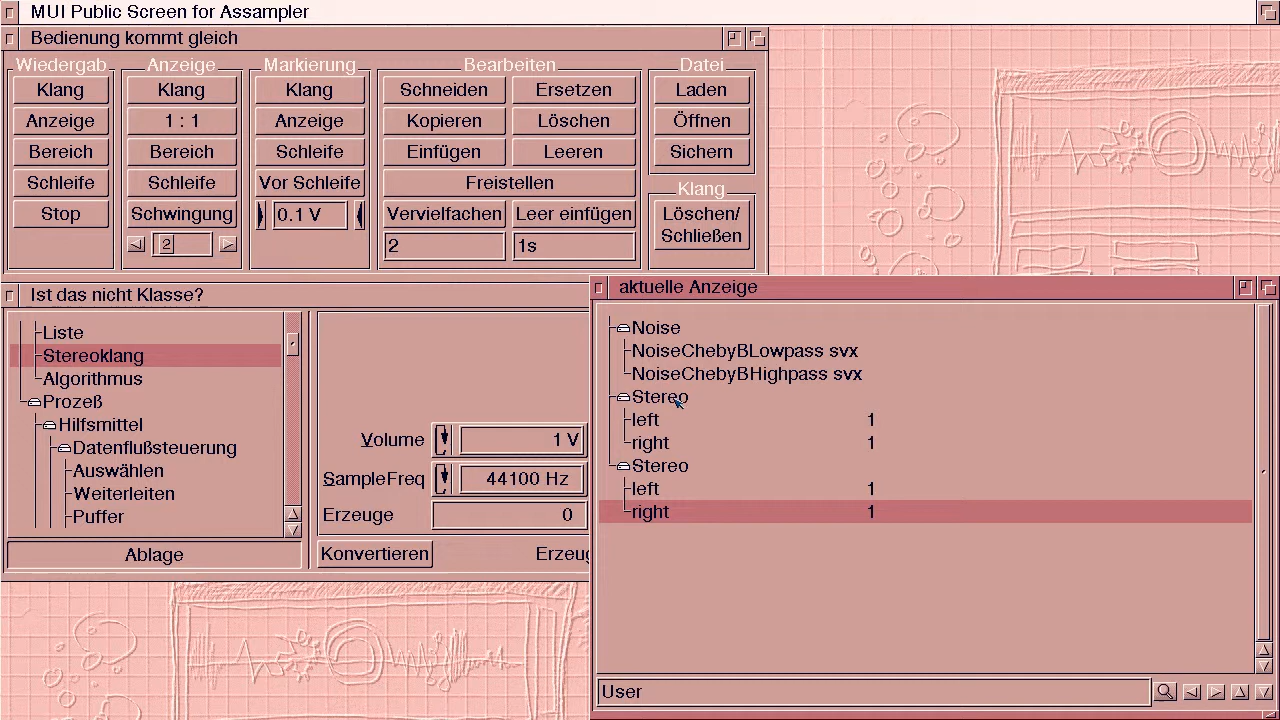 MUI Public Screen for Assampler
Bedienung kommt gleich
Wiedergab. Anzeige Markierung Bearbeiten Datei
Klang Klang Klang Schneiden Ersetzen Laden
Anzeige 1 : 1 Anzeige Kopieren Löschen Öffnen
Bereich Bereich Schleife Einfügen Leeren Sichern
Schleife Schleife Vor Schleife Freistellen Klang
Stop Schwingung 0.1 V Vervielfachen Leer einfügen Löschen/
Schließen
2 2 1s
Ist das nicht Klasse?
Liste
Stereoklang
Algorithmus
Prozeß
Hilfsmittel
Datenflußsteuerung
Auswählen
Weiterleiten
Puffer
Ablage
Volume 1 V
SampleFreq 44100 Hz
Erzeuge 0
Konvertieren Erzeug
aktuelle Anzeige
Noise
NoiseChebyBLowpass svx
NoiseChebyBHighpass svx
Stereo
left 1
right 1
Stereo
left 1
right 1
User